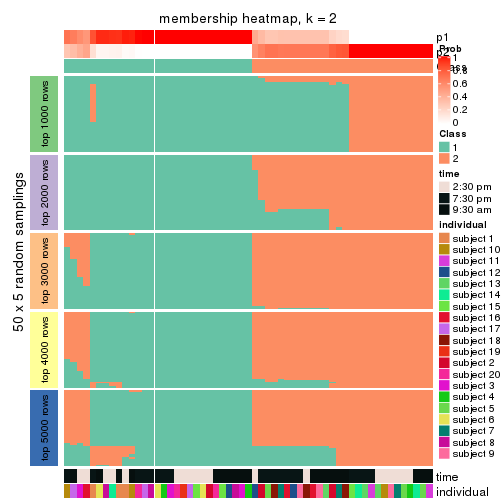 membership heatmap, k = 2
p1
p2
Class
50 x 5 random samplings
top 1000 rows
top 2000 rows
top 3000 rows
top 4000 rows
top 5000 rows
time
individual
Prob
1
0.8
0.6
0.4
0.2
0
Class
1
2
time
2:30 pm
7:30 pm
9:30 am
individual
subject 1
subject 10
subject 11
subject 12
subject 13
subject 14
subject 15
subject 16
subject 17
subject 18
subject 19
subject 2
subject 20
subject 3
subject 4
subject 5
subject 6
subject 7
subject 8
subject 9